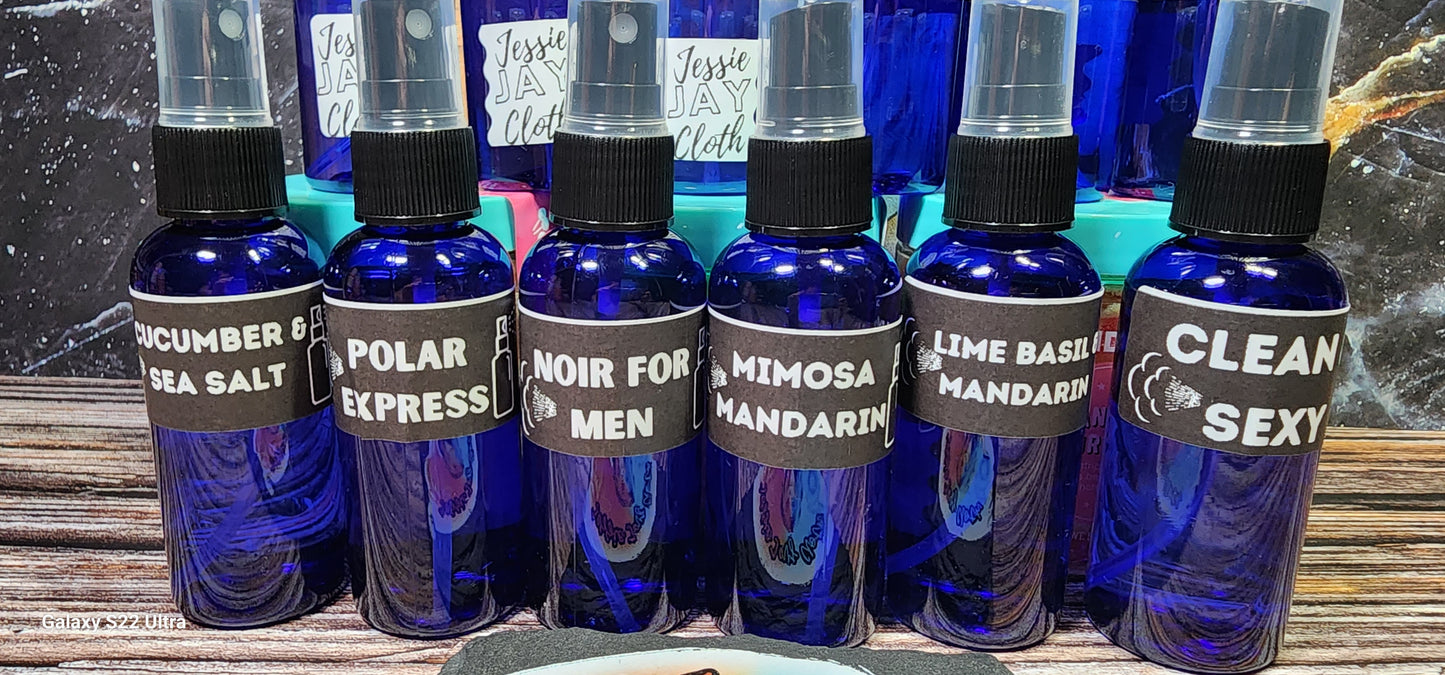 Jessie
JAY
Cloth
Jessie
JAY
Cloth
CUCUMBER &
SEA SALT
POLAR
EXPRESS
NOIR FOR
MEN
MIMOSA
MANDARIN
LIME BASIL
MANDARIN
CLEAN
SEXY
Galaxy S22 Ultra